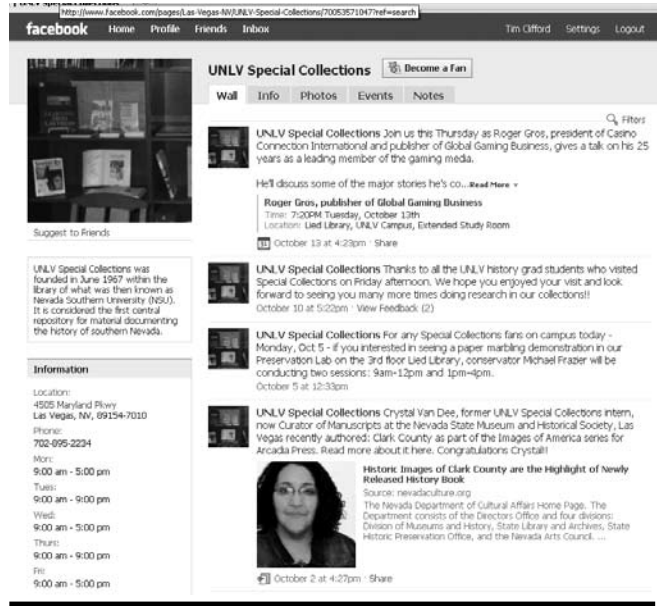 http://www.facebook.com/pages/Las-Vegas-NV/UNLV-Special-Collections/70053571047?ref=search
facebook Home Profile Friends Inbox Tim Clifford Settings Logout
UNLV Special Collections Become a Fan
Wall Info Photos Events Notes
Filters
UNLV Special Collections Join us this Thursday as Roger Gros, president of Casino
Connection International and publisher of Global Gaming Business, gives a talk on his 25
years as a leading member of the gaming media.
He'll discuss some of the major stories he's co...Read More
Roger Gros, publisher of Global Gaming Business
Time: 7:20PM Tuesday, October 13th
Location: Lied Library, UNLV Campus, Extended Study Room
31 October 13 at 4:23pm · Share
Suggest to Friends
UNLV Special Collections was
founded in June 1967 within the
library of what was then known as
Nevada Southern University (NSU).
It is considered the first central
repository for material documenting
the history of southern Nevada.
Information
Location:
4505 Maryland Pkwy
Las Vegas, NV, 89154-7010
Phone:
702-895-2234
Mon:
9:00 am - 5:00 pm
Tues:
9:00 am - 9:00 pm
Wed:
9:00 am - 5:00 pm
Thurs:
9:00 am - 9:00 pm
Fri:
9:00 am - 5:00 pm
UNLV Special Collections Thanks to all the UNLV history grad students who visited
Special Collections on Friday afternoon. We hope you enjoyed your visit and look
forward to seeing you many more times doing research in our collections!!
October 10 at 5:22pm · View Feedback (2)
UNLV Special Collections For any Special Collections fans on campus today -
Monday, Oct 5 - if you interested in seeing a paper marbling demonstration in our
Preservation Lab on the 3rd floor Lied Library, conservator Michael Frazier will be
conducting two sessions: 9am-12pm and 1pm-4pm.
October 5 at 12:33pm
UNLV Special Collections Crystal Van Dee, former UNLV Special Collections intern,
now Curator of Manuscripts at the Nevada State Museum and Historical Society, Las
Vegas recently authored: Clark County as part of the Images of America series for
Arcadia Press. Read more about it here. Congratulations Crystal!!
Historic Images of Clark County are the Highlight of Newly
Released History Book
Source: nevadaculture.org
The Nevada Department of Cultural Affairs Home Page. The
Department consists of the Directors Office and four divisions:
Division of Museums and History, State Library and Archives, State
Historic Preservation Office, and the Nevada Arts Council. ...
October 2 at 4:27pm · Share